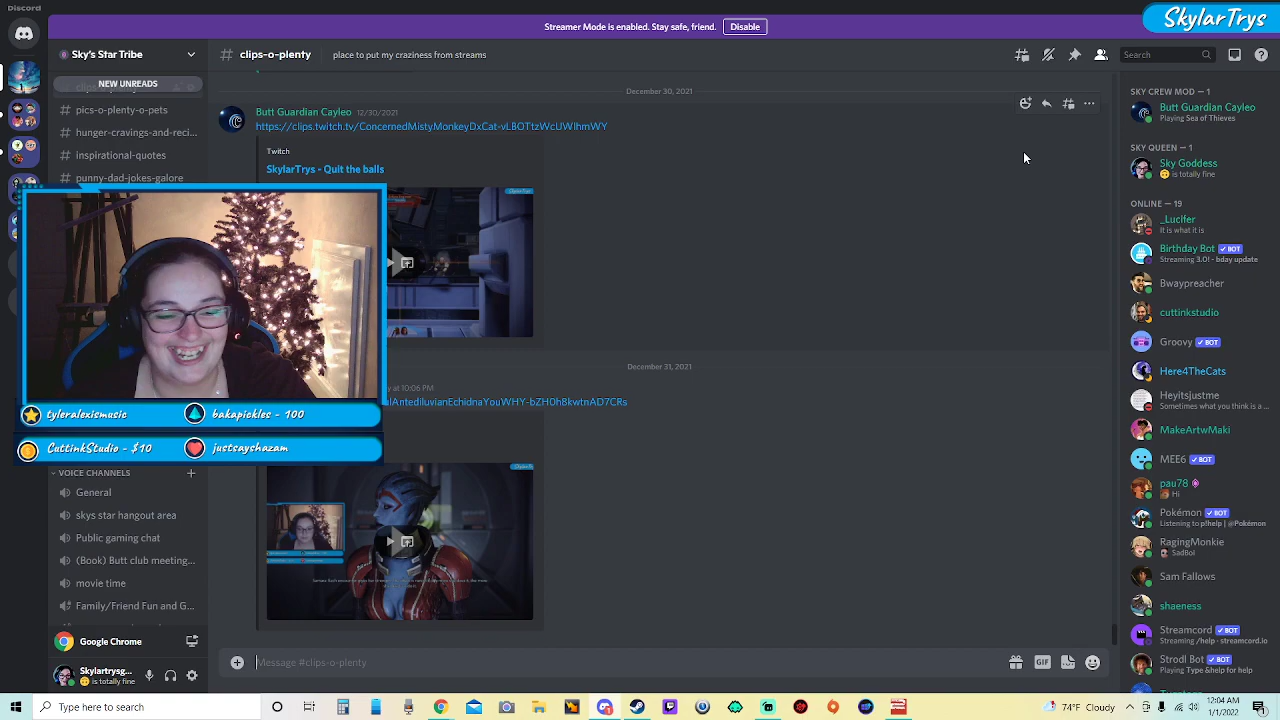 Discord
Streamer Mode is enabled. Stay safe, friend. Disable
SkylarTrys
Sky's Star Tribe
NEW UNREADS
pics-o-plenty-o-pets
hunger-cravings-and-reci...
inspirational-quotes
punny-dad-jokes-galore
# clips-o-plenty
place to put my craziness from streams
Search
December 30, 2021
Butt Guardian Cayleo 12/30/2021
https://clips.twitch.tv/ConcernedMistyMonkeyDxCat-vLBOTtzWcUWIhmWY
Twitch
SkylarTrys - Quit the balls
December 31, 2021
at 10:06 PM
lAntediluvianEchidnaYouWHY-bZH0h8kwtnAD7CRs
tyleralexismusic
bakapickles - 100
CuttinkStudio - $10
justsayshazam
VOICE CHANNELS
General
skys star hangout area
Public gaming chat
(Book) Butt club meeting...
movie time
Family/Friend Fun and G...
Google Chrome
Skylartrys
is totally fine
Message #clips-o-plenty
GIF
SKY CREW MOD — 1
Butt Guardian Cayleo
Playing Sea of Thieves
SKY QUEEN — 1
Sky Goddess
is totally fine
ONLINE — 19
_Lucifer
It is what it is
Birthday Bot BOT
Streaming 3.0! - bday update
Bwaypreacher
cuttinkstudio
Groovy BOT
Here4TheCats
Heyitsjustme
Sometimes what you think is a ...
MakeArtwMaki
MEE6 BOT
pau78
Hi
Pokémon BOT
Listening to p!help | @Pokémon
RagingMonkie
SadBoi
Sam Fallows
shaeness
Streamcord BOT
Streaming /help · streamcord.io
Strodl Bot BOT
Playing Type &help for help
Type here to search
74°F Cloudy
12:04 AM
1/1/2022